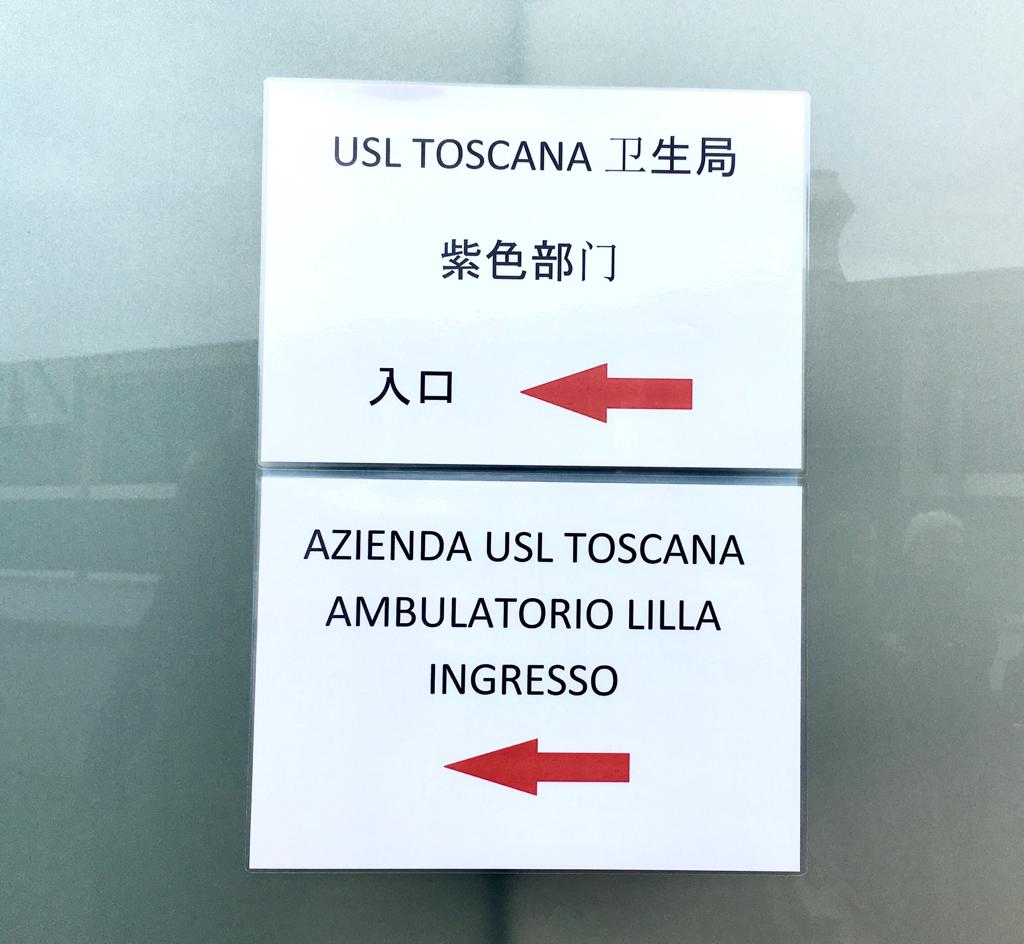 USL TOSCANA 卫生局
紫色部门
入口
AZIENDA USL TOSCANA
AMBULATORIO LILLA
INGRESSO